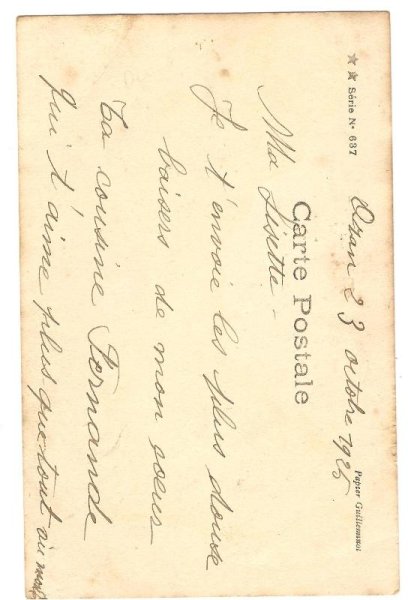 ★ ★ Série N° 637
Papier Guilleminot
Oran 23 octobre 1925
Carte Postale
Ma Lisette
Je t'envoie les plus doux
baisers de mon coeur
Ta cousine Fernande
qui t'aime plus que tout au monde